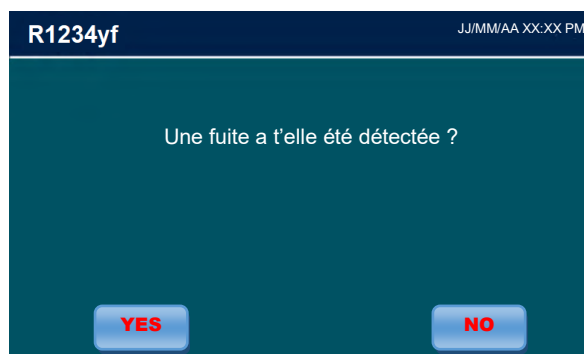 R1234yf
JJ/MM/AA XX:XX PM
Une fuite a t’elle été détectée ?
YES
NO